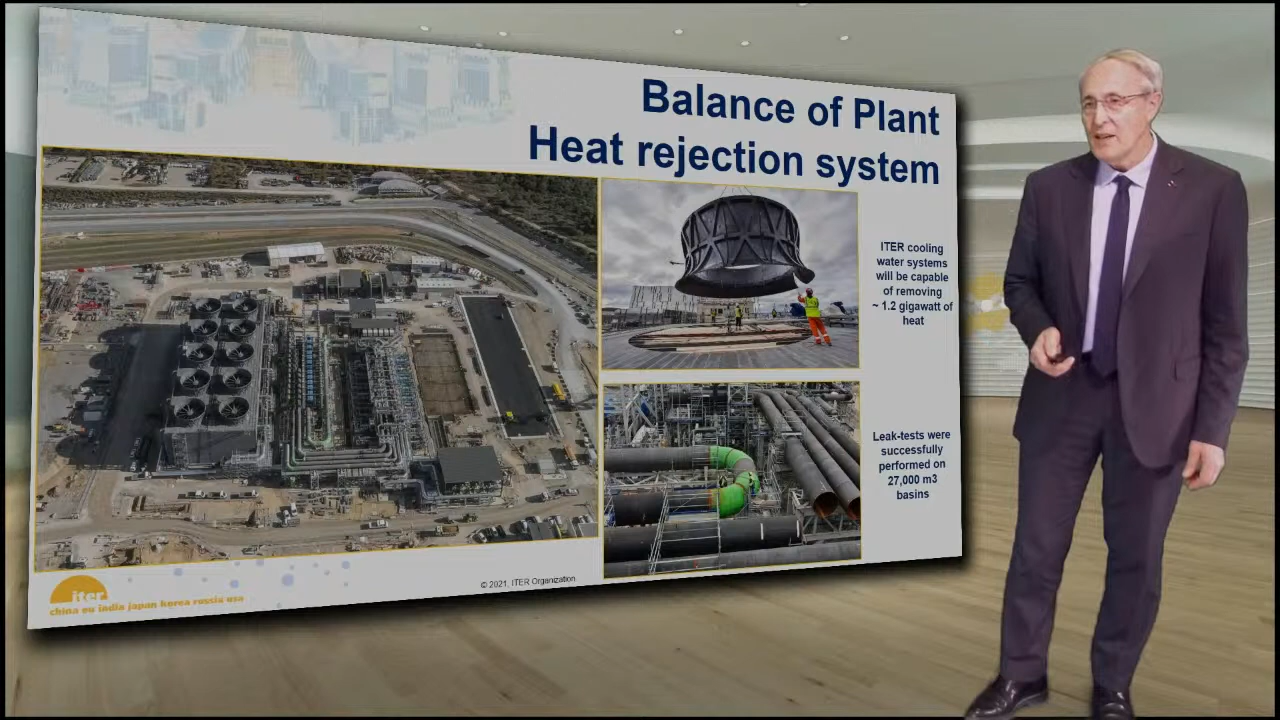 Balance of Plant
Heat rejection system
ITER cooling
water systems
will be capable
of removing
~ 1.2 gigawatt of
heat
Leak-tests were
successfully
performed on
27,000 m3
basins
© 2021, ITER Organization
iter
china eu india japan korea russia usa